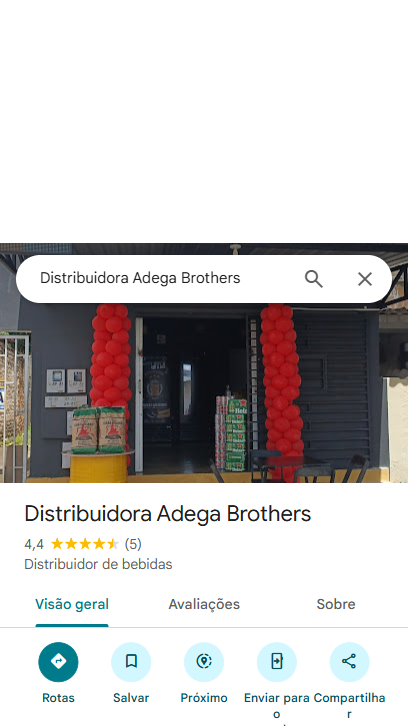 Distribuidora Adega Brothers
Distribuidora Adega Brothers
4,4 (5)
Distribuidor de bebidas
Visão geral
Avaliações
Sobre
Rotas
Salvar
Próximo
Enviar para o
Compartilhar